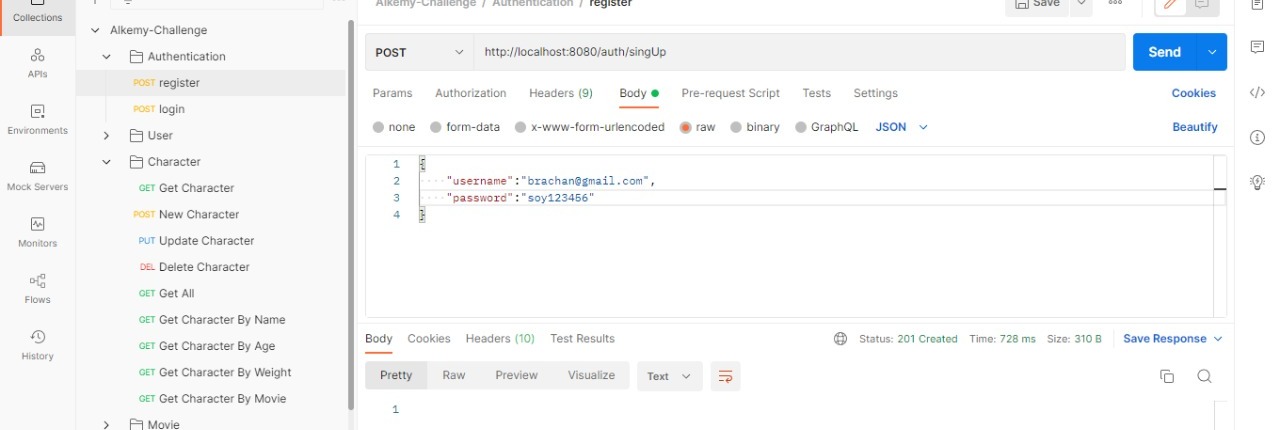 Collections
APIs
Environments
Mock Servers
Monitors
Flows
History
Alkemy-Challenge
Authentication
POST register
POST login
User
Character
GET Get Character
POST New Character
PUT Update Character
DEL Delete Character
GET Get All
GET Get Character By Name
GET Get Character By Age
GET Get Character By Weight
GET Get Character By Movie
Movie
Alkemy-Challenge / Authentication / register
Save
POST http://localhost:8080/auth/singUp Send
Params Authorization Headers (9) Body Pre-request Script Tests Settings Cookies
none form-data x-www-form-urlencoded raw binary GraphQL JSON Beautify
1 {
2 "username":"brachan@gmail.com",
3 "password":"soy123456"
4 }
Body Cookies Headers (10) Test Results Status: 201 Created Time: 728 ms Size: 310 B Save Response
Pretty Raw Preview Visualize Text
1